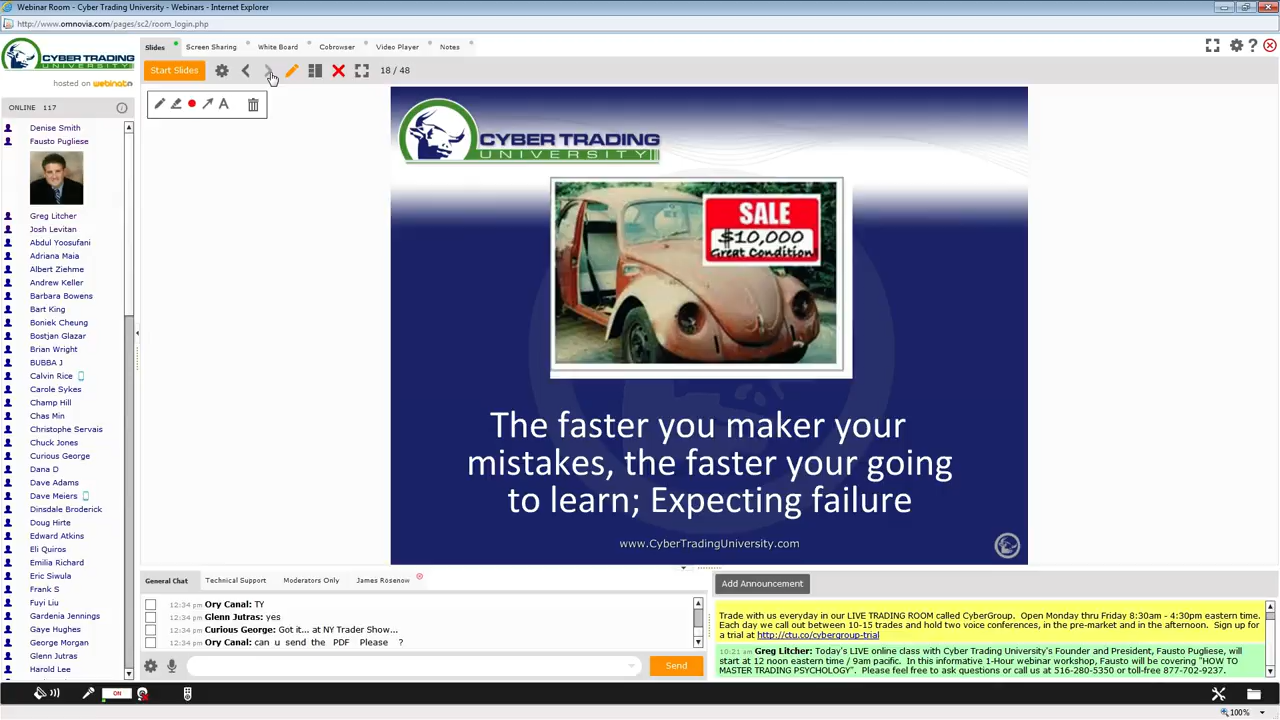 Webinar Room - Cyber Trading University - Webinars - Internet Explorer
http://www.omnovia.com/pages/sc2/room_login.php
CYBER TRADING
UNIVERSITY
hosted on webinato
Slides Screen Sharing White Board Cobrowser Video Player Notes
Start Slides 18 / 48
ONLINE 117
Denise Smith
Fausto Pugliese
Greg Litcher
Josh Levitan
Abdul Yoosufani
Adriana Maia
Albert Ziehme
Andrew Keller
Barbara Bowens
Bart King
Boniek Cheung
Bostjan Glazar
Brian Wright
BUBBA J
Calvin Rice
Carole Sykes
Champ Hill
Chas Min
Christophe Servais
Chuck Jones
Curious George
Dana D
Dave Adams
Dave Meiers
Dinsdale Broderick
Doug Hirte
Edward Atkins
Eli Quiros
Emilia Richard
Eric Siwula
Frank S
Fuyi Liu
Gardenia Jennings
Gaye Hughes
George Morgan
Glenn Jutras
Harold Lee
A
CYBER TRADING
UNIVERSITY
SALE
$10,000
Great Condition
The faster you maker your
mistakes, the faster your going
to learn; Expecting failure
www.CyberTradingUniversity.com
General Chat Technical Support Moderators Only James Rosenow
12:34 pm Ory Canal: TY
12:34 pm Glenn Jutras: yes
12:34 pm Curious George: Got it... at NY Trader Show...
12:34 pm Ory Canal: can u send the PDF Please ?
Send
Add Announcement
Trade with us everyday in our LIVE TRADING ROOM called CyberGroup. Open Monday thru Friday 8:30am - 4:30pm eastern time.
Each day we call out between 10-15 trades and hold two voice conferences, in the pre-market and in the afternoon. Sign up for
a trial at http://ctu.co/cybergroup-trial
10:21 am Greg Litcher: Today's LIVE online class with Cyber Trading University's Founder and President, Fausto Pugliese, will
start at 12 noon eastern time / 9am pacific. In this informative 1-Hour webinar workshop, Fausto will be covering "HOW TO
MASTER TRADING PSYCHOLOGY". Please feel free to ask questions or call us at 516-280-5350 or toll-free 877-702-9237.
ON
100%